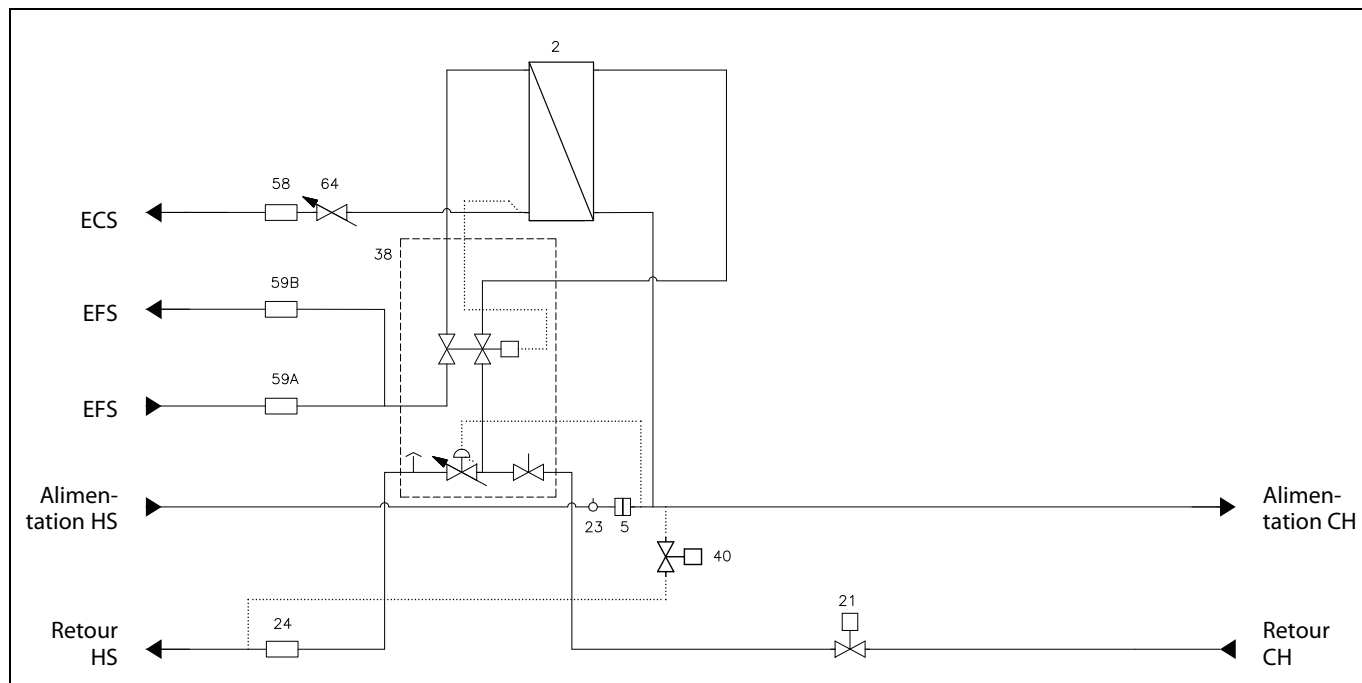 2
58
64
ECS
38
59B
EFS
59A
EFS
Alimen-
tation HS
23
5
Alimen-
tation CH
40
21
Retour
HS
24
Retour
CH